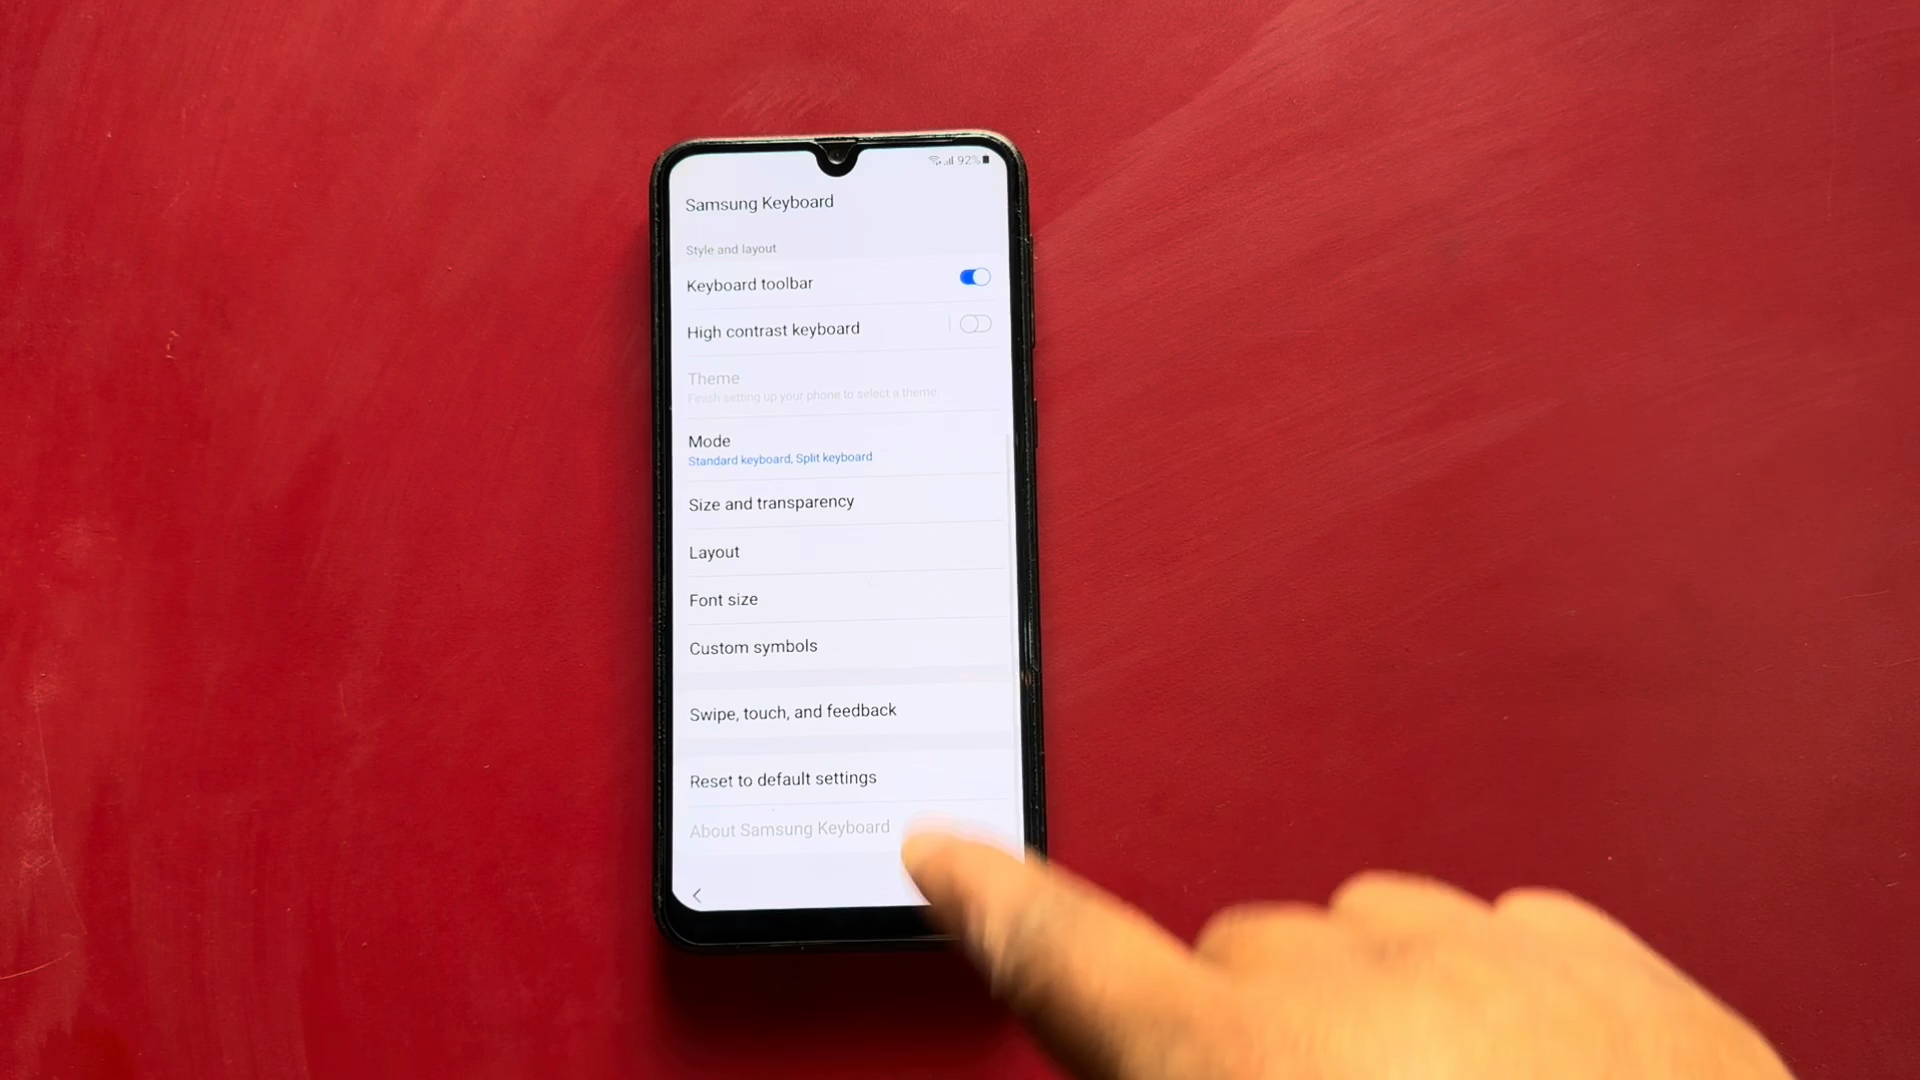 92%
Samsung Keyboard
Style and layout
Keyboard toolbar
High contrast keyboard
Theme
Finish setting up your phone to select a theme.
Mode
Standard keyboard, Split keyboard
Size and transparency
Layout
Font size
Custom symbols
Swipe, touch, and feedback
Reset to default settings
About Samsung Keyboard